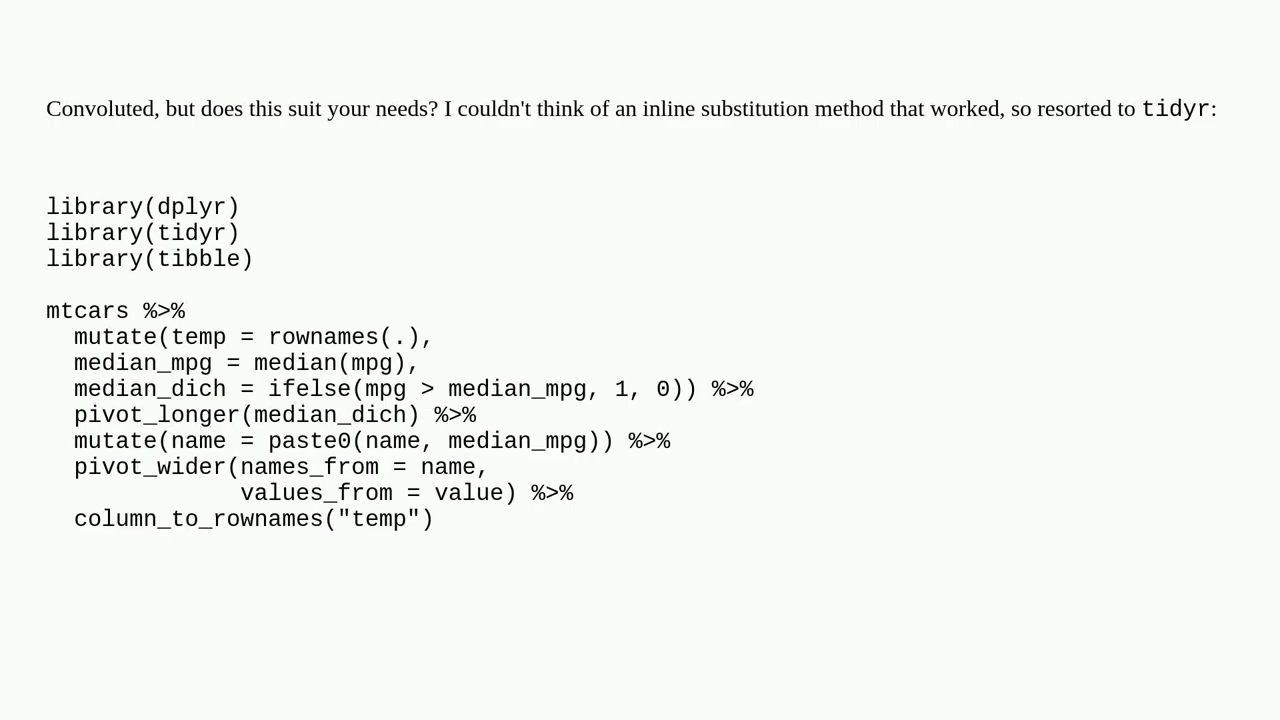 Convoluted, but does this suit your needs? I couldn't think of an inline substitution method that worked, so resorted to tidyr:
library(dplyr)
library(tidyr)
library(tibble)
mtcars %>%
  mutate(temp = rownames(.),
  median_mpg = median(mpg),
  median_dich = ifelse(mpg > median_mpg, 1, 0)) %>%
  pivot_longer(median_dich) %>%
  mutate(name = paste0(name, median_mpg)) %>%
  pivot_wider(names_from = name,
              values_from = value) %>%
  column_to_rownames("temp")